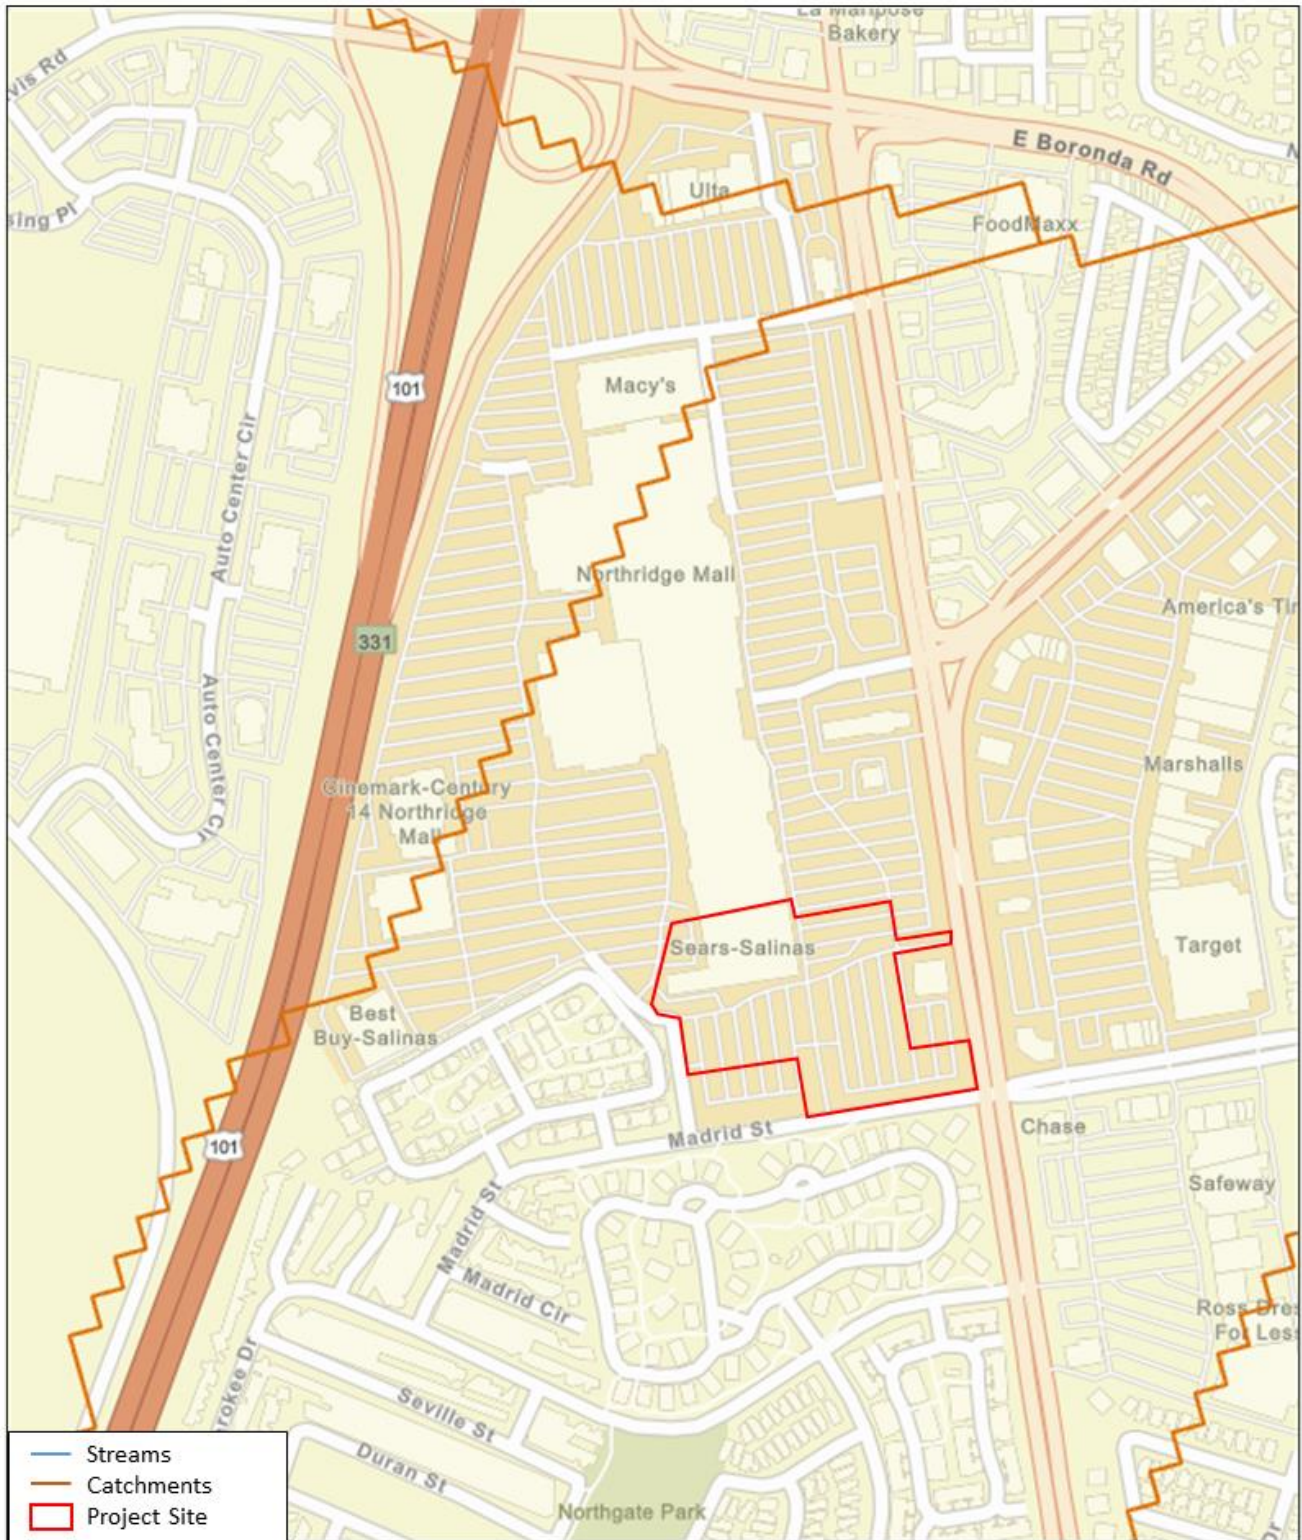 La Maripose
Bakery
vis Rd
E Boronda Rd
Ulta
sing Pl
FoodMaxx
Macy's
101
Auto Center Cir
Northridge Mall
America's Tir
331
Auto Center Cir
Marshalls
Cinemark-Century
14 Northridge
Mall
Sears-Salinas
Target
Best
Buy-Salinas
Chase
Madrid St
101
Safeway
Madrid St
Madrid Cir
Ross Dres
For Less
rokee Dr
Seville St
Duran St
Northgate Park
Streams
Catchments
Project Site